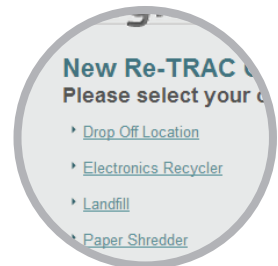 New Re-TRAC
Please select your
Drop Off Location
Electronics Recycler
Landfill
Paper Shredder